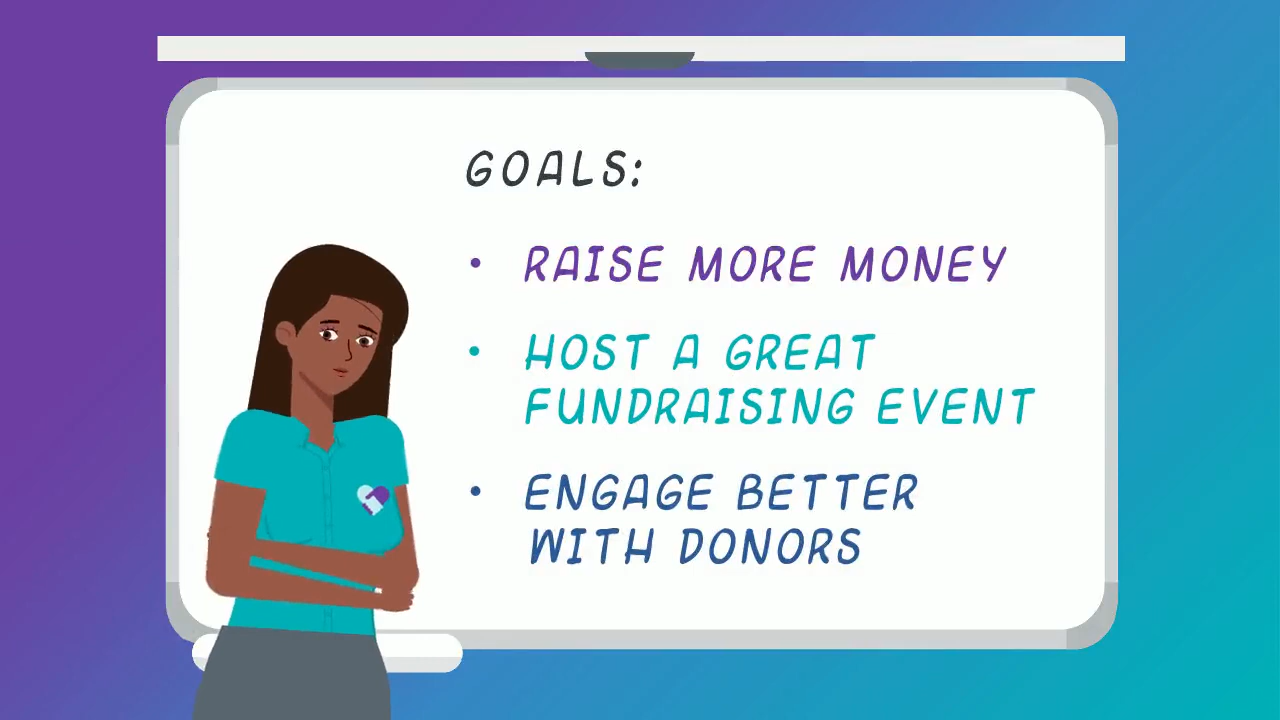 GOALS:
• RAISE MORE MONEY
• HOST A GREAT
FUNDRAISING EVENT
• ENGAGE BETTER
WITH DONORS